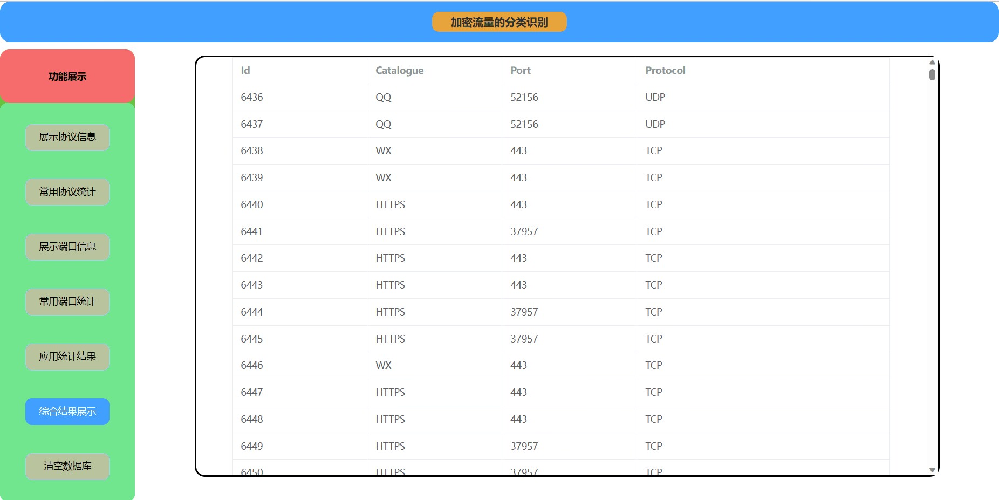 加密流量的分类识别
功能展示
展示协议信息
常用协议统计
展示端口信息
常用端口统计
应用统计结果
综合结果展示
清空数据库
Id Catalogue Port Protocol
6436 QQ 52156 UDP
6437 QQ 52156 UDP
6438 WX 443 TCP
6439 WX 443 TCP
6440 HTTPS 443 TCP
6441 HTTPS 37957 TCP
6442 HTTPS 443 TCP
6443 HTTPS 443 TCP
6444 HTTPS 37957 TCP
6445 HTTPS 37957 TCP
6446 WX 443 TCP
6447 HTTPS 443 TCP
6448 HTTPS 443 TCP
6449 HTTPS 37957 TCP
6450 HTTPS 37957 TCP